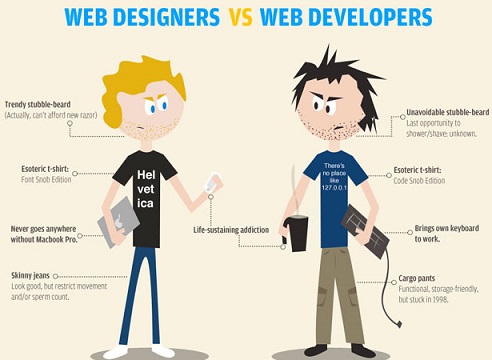 WEB DESIGNERS VS WEB DEVELOPERS
Trendy stubble-beard
(Actually, can't afford new razor)
Esoteric t-shirt:
Font Snob Edition
Never goes anywhere
without Macbook Pro.
Skinny jeans
Look good, but restrict movement
and/or sperm count.
Hel
vet
ica
Life-sustaining addiction
There's
no place
like
127.0.0.1
Unavoidable stubble-beard
Last opportunity to
shower/shave: unknown.
Esoteric t-shirt:
Code Snob Edition
Brings own keyboard
to work.
Cargo pants
Functional, storage-friendly,
but stuck in 1998.